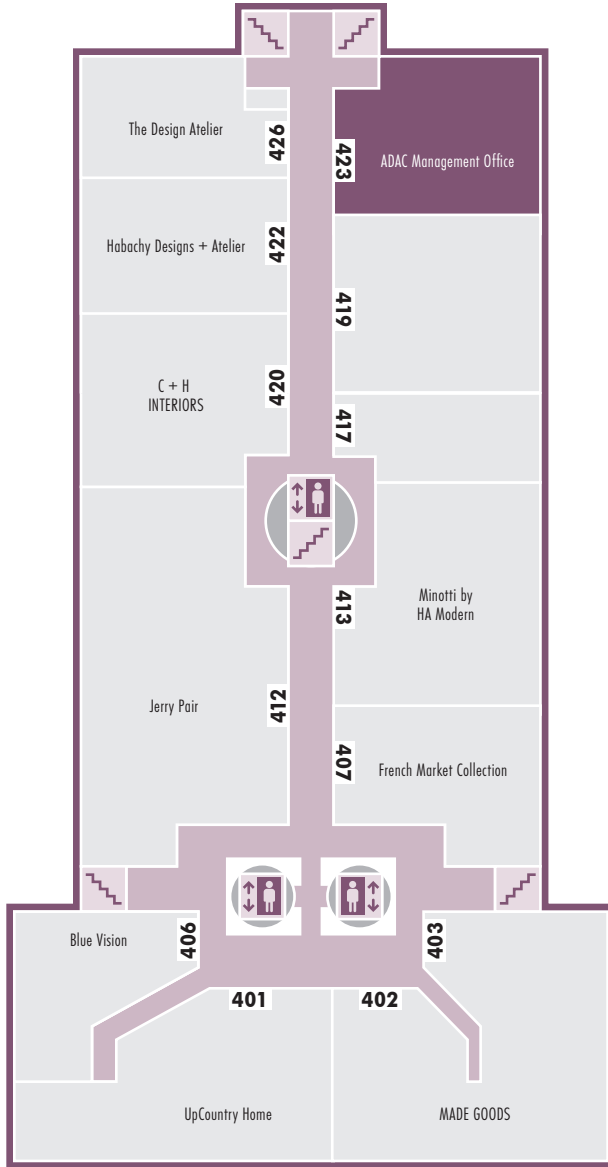 The Design Atelier
426
423
ADAC Management Office
Habachy Designs + Atelier
422
419
C + H
INTERIORS
420
417
Minotti by
HA Modern
413
Jerry Pair
412
407
French Market Collection
Blue Vision
406
403
401
402
UpCountry Home
MADE GOODS